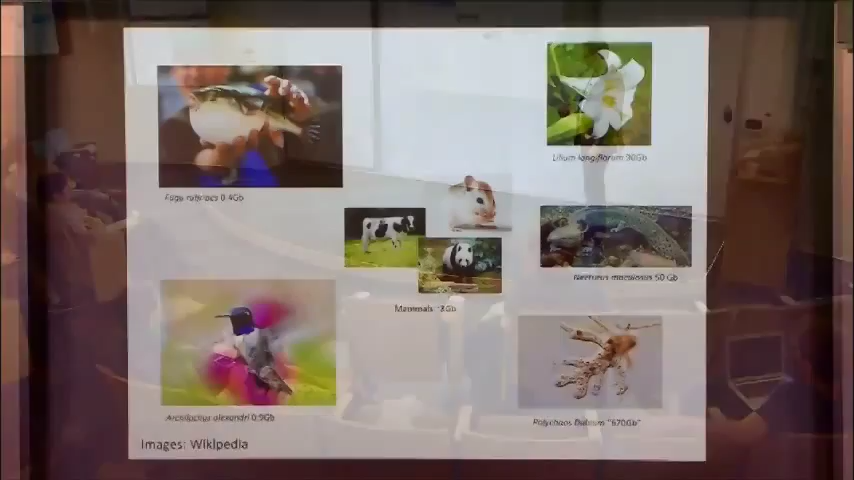 Fugu rubripes 0.4Gb
Lilium longiflorum 90Gb
Mammals ~3Gb
Necturus maculosus 50 Gb
Archilochus alexandri 0.9Gb
Polychaos Dubium "670Gb"
Images: Wikipedia